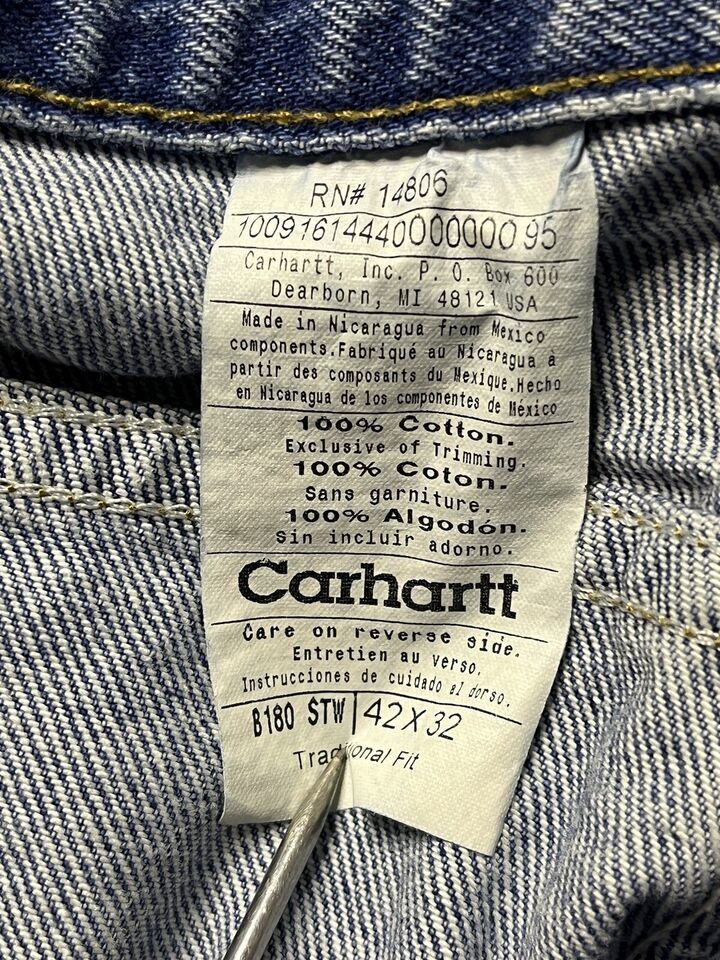 RN# 14806
10091614440000000095
Carhartt, Inc. P. O. Box 600
Dearborn, MI 48121 USA
Made in Nicaragua from Mexico
components.Fabriqué au Nicaragua à
partir des composants du Mexique.Hecho
en Nicaragua de los componentes de México
100% Cotton.
Exclusive of Trimming.
100% Coton.
Sans garniture.
100% Algodón.
Sin incluir adorno.
Carhartt
Care on reverse side.
Entretien au verso.
Instrucciones de cuidado al dorso.
B180 STW 42X32
Traditional Fit